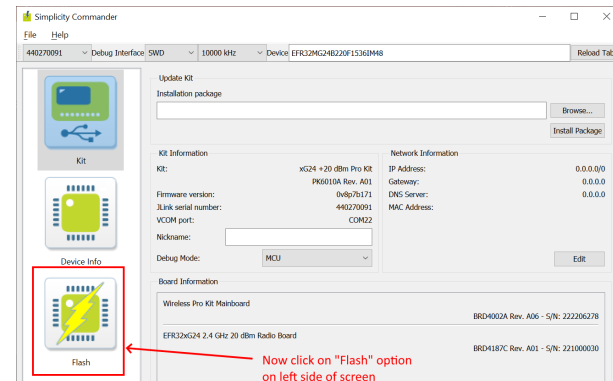 Simplicity Commander
File Help
440270091 Debug Interface SWD 10000 kHz Device EFR32MG24B220F1536IM48 Reload Tab
Update Kit
Installation package
Browse...
Install Package
Kit
Kit Information
Kit: xG24 +20 dBm Pro Kit
PK6010A Rev. A01
Firmware version: 0v8p7b171
JLink serial number: 440270091
VCOM port: COM22
Nickname:
Debug Mode: MCU
Network Information
IP Address: 0.0.0.0/0
Gateway: 0.0.0.0
DNS Server: 0.0.0.0
MAC Address:
Edit
Device Info
Board Information
Wireless Pro Kit Mainboard
BRD4002A Rev. A06 - S/N: 222206278
EFR32xG24 2.4 GHz 20 dBm Radio Board
BRD4187C Rev. A01 - S/N: 221000030
Flash
Now click on "Flash" option
on left side of screen